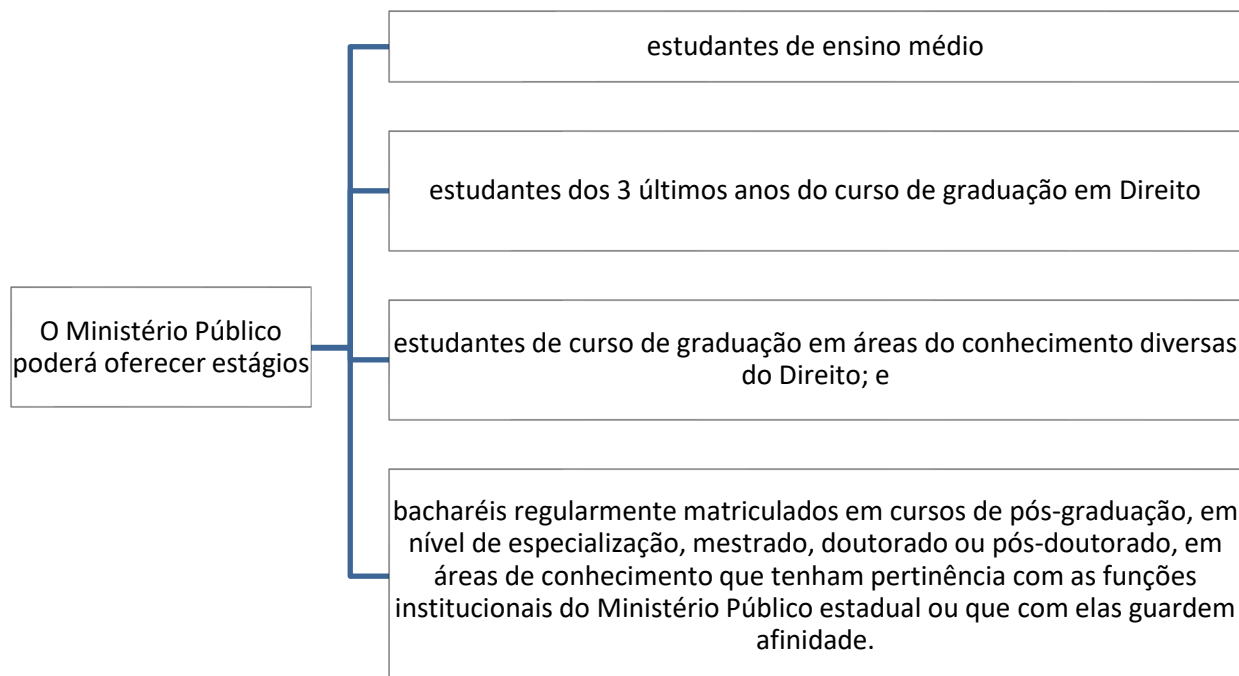 O Ministério Público
poderá oferecer estágios
estudantes de ensino médio
estudantes dos 3 últimos anos do curso de graduação em Direito
estudantes de curso de graduação em áreas do conhecimento diversas
do Direito; e
bacharéis regularmente matriculados em cursos de pós-graduação, em
nível de especialização, mestrado, doutorado ou pós-doutorado, em
áreas de conhecimento que tenham pertinência com as funções
institucionais do Ministério Público estadual ou que com elas guardem
afinidade.